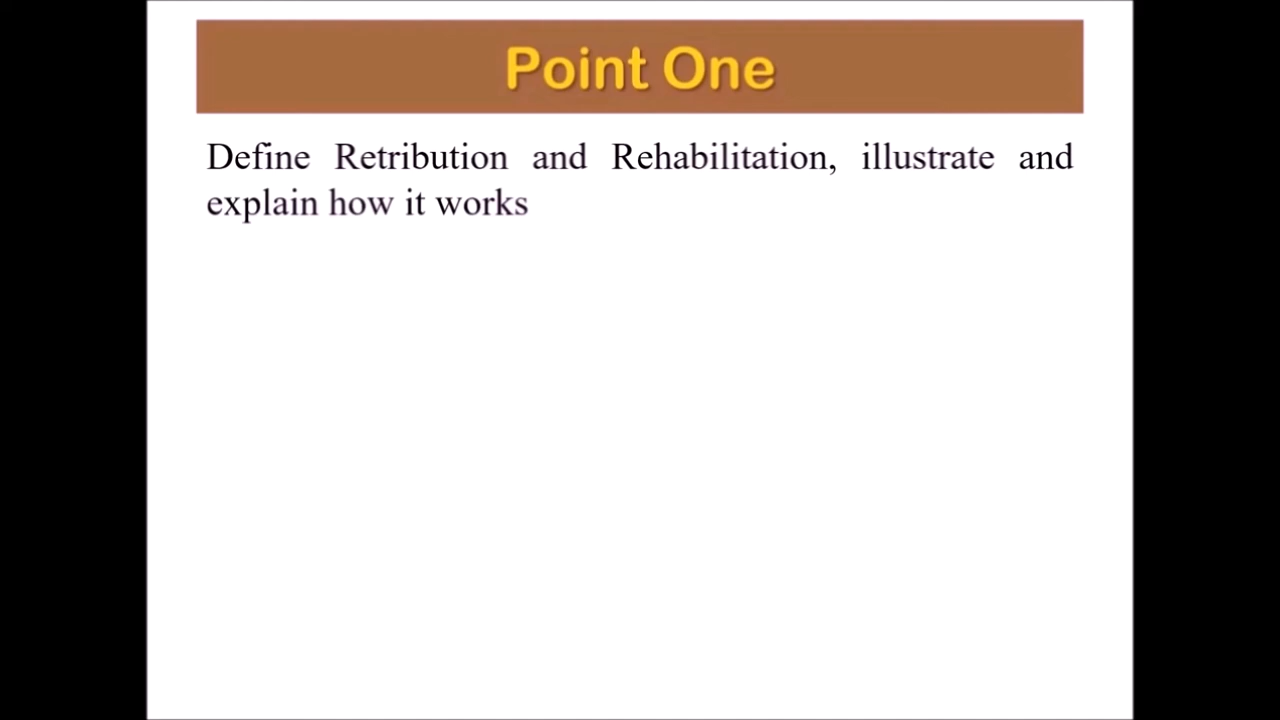 Point One
Define Retribution and Rehabilitation, illustrate and
explain how it works